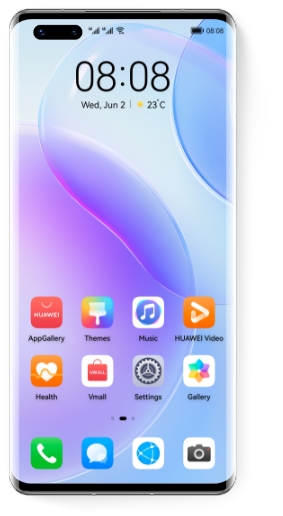 08:08
08:08
Wed, Jun 2 | 23°C
HUAWEI
AppGallery Themes Music HUAWEI Video
VMALL
Health Vmall Settings Gallery